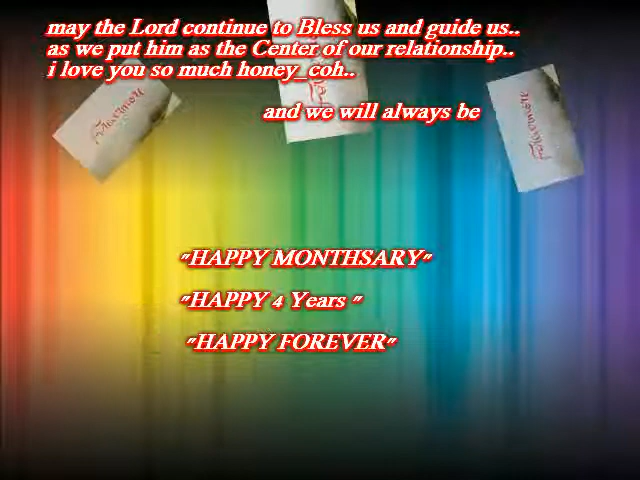 may the Lord continue to Bless us and guide us..
as we put him as the Center of our relationship..
i love you so much honey_coh..
and we will always be
"HAPPY MONTHSARY"
"HAPPY 4 Years "
"HAPPY FOREVER"